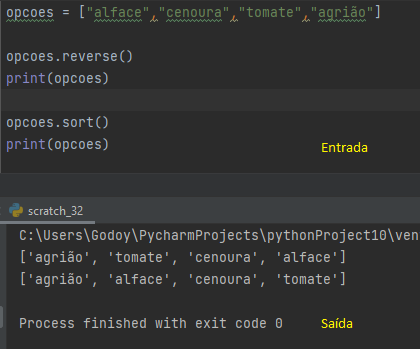 opcoes = ["alface","cenoura","tomate","agrião"]
opcoes.reverse()
print(opcoes)
opcoes.sort()
print(opcoes)
Entrada
scratch_32
C:\Users\Godoy\PycharmProjects\pythonProject10\ven
['agrião', 'tomate', 'cenoura', 'alface']
['agrião', 'alface', 'cenoura', 'tomate']
Process finished with exit code 0
Saída